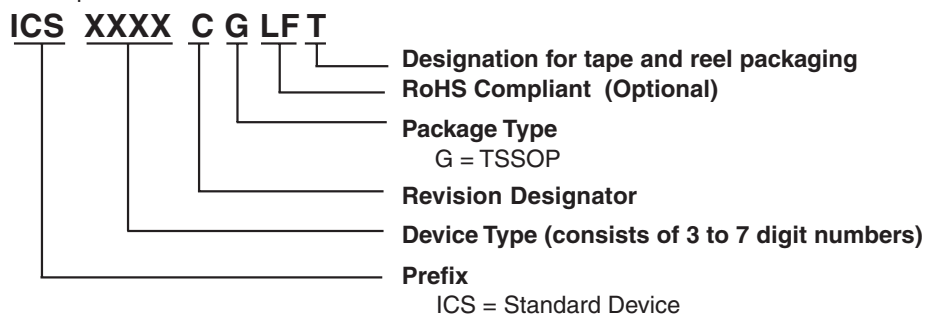 ICS XXXX C G LF T
Designation for tape and reel packaging
RoHS Compliant (Optional)
Package Type
G = TSSOP
Revision Designator
Device Type (consists of 3 to 7 digit numbers)
Prefix
ICS = Standard Device